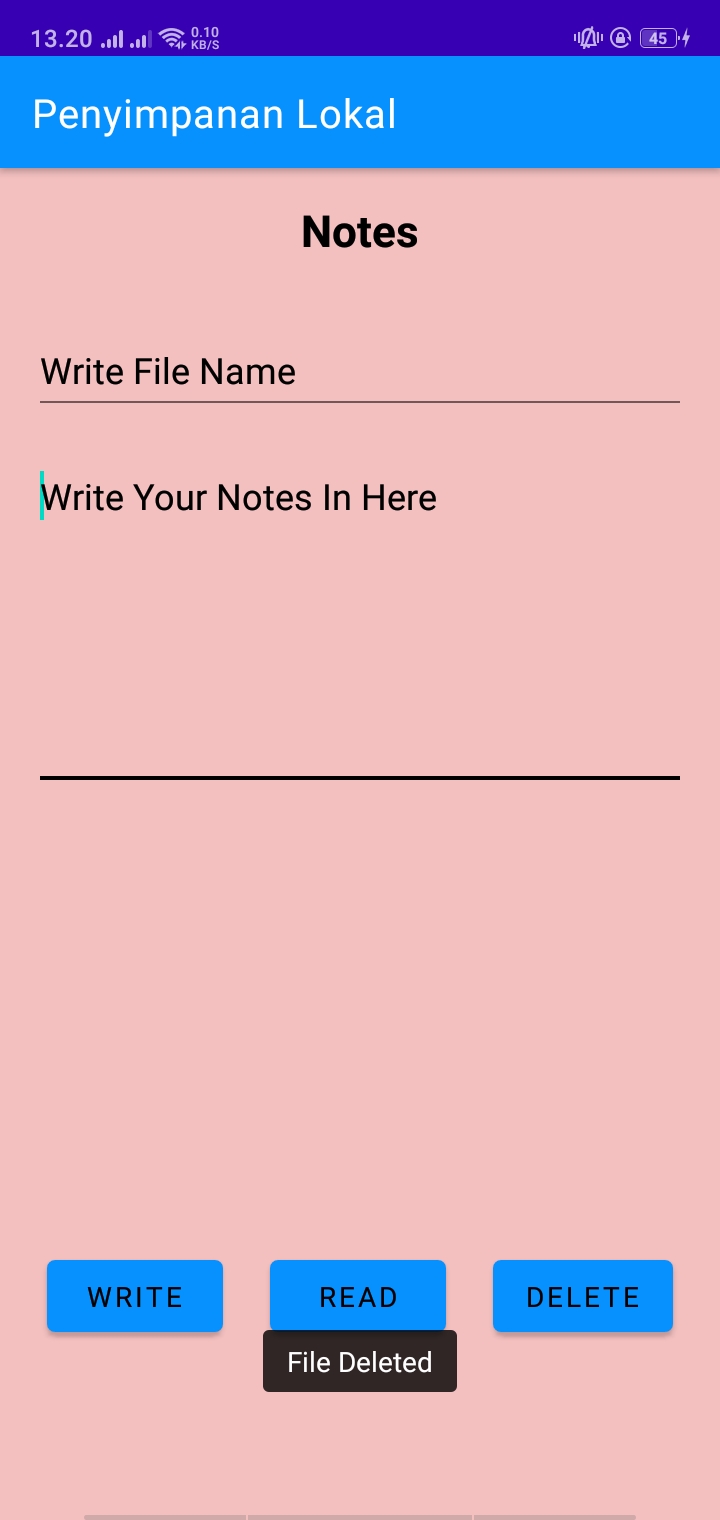 13.20 0.10 KB/S 45
Penyimpanan Lokal
Notes
Write File Name
Write Your Notes In Here
WRITE READ DELETE
File Deleted